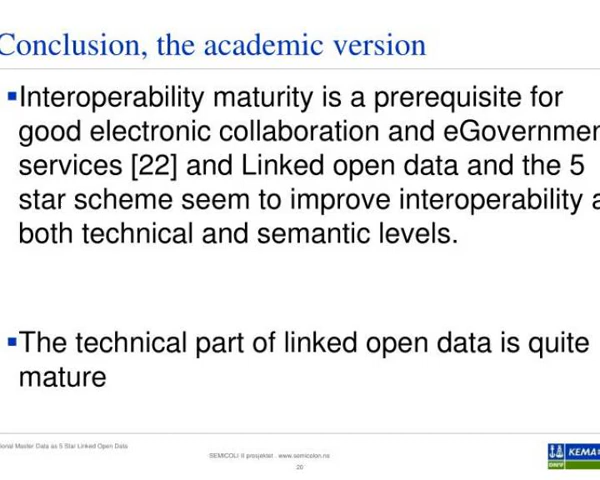 Conclusion, the academic version
▪Interoperability maturity is a prerequisite for
good electronic collaboration and eGovernmen
services [22] and Linked open data and the 5
star scheme seem to improve interoperability a
both technical and semantic levels.
▪The technical part of linked open data is quite
mature
ional Master Data as 5 Star Linked Open Data
SEMICOLI II prosjektet . www.semicolon.no
20
KEMA
DNV